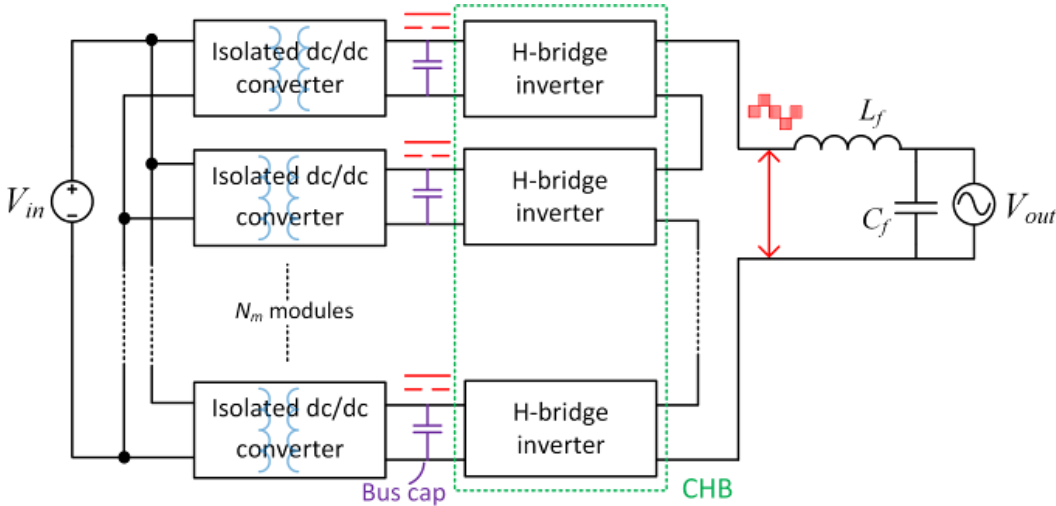 Isolated dc/dc
converter
H-bridge
inverter
Isolated dc/dc
converter
H-bridge
inverter
L_f
V_in
+
−
C_f
V_out
N_m modules
Isolated dc/dc
converter
H-bridge
inverter
Bus cap
CHB